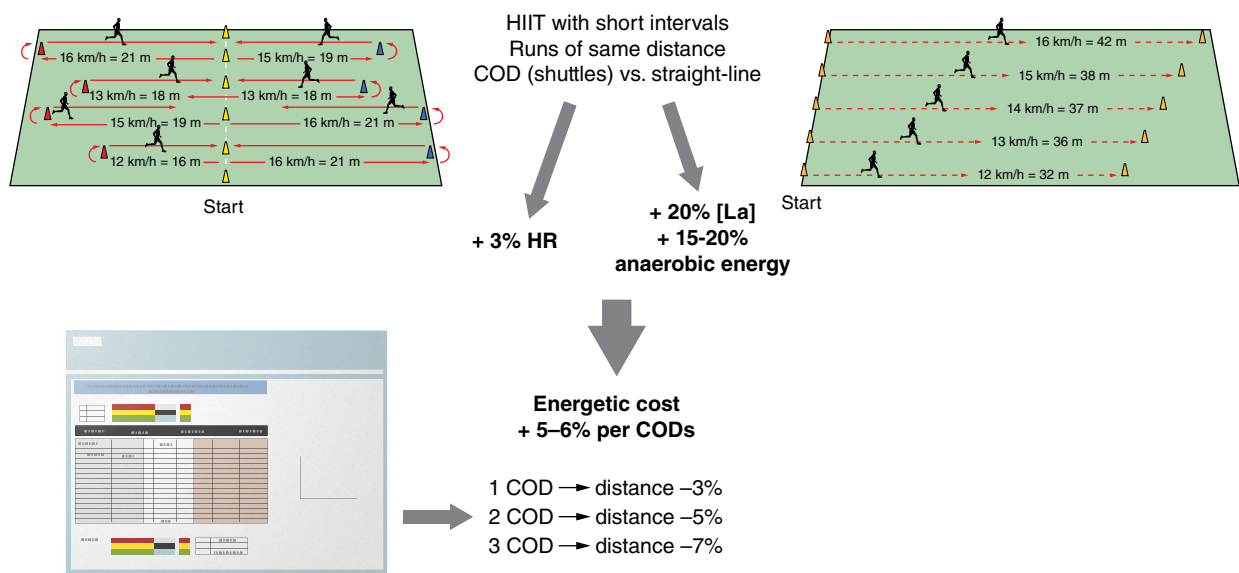 HIIT with short intervals
Runs of same distance
COD (shuttles) vs. straight-line
16 km/h = 21 m
15 km/h = 19 m
13 km/h = 18 m
13 km/h = 18 m
15 km/h = 19 m
16 km/h = 21 m
12 km/h = 16 m
16 km/h = 21 m
Start
16 km/h = 42 m
15 km/h = 38 m
14 km/h = 37 m
13 km/h = 36 m
12 km/h = 32 m
Start
+ 3% HR
+ 20% [La]
+ 15-20%
anaerobic energy
Energetic cost
+ 5–6% per CODs
1 COD → distance –3%
2 COD → distance –5%
3 COD → distance –7%